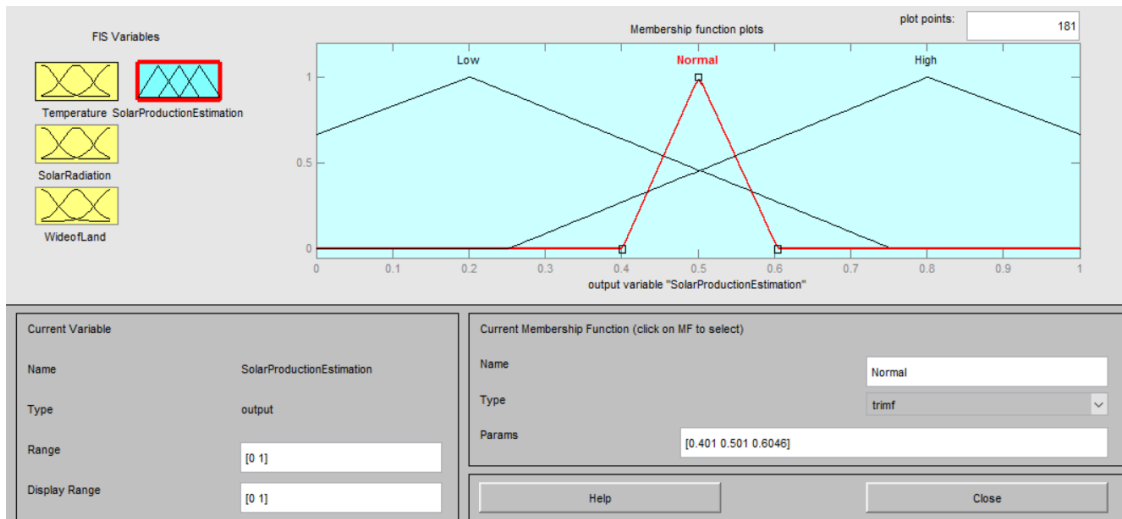 FIS Variables
Membership function plots
plot points:
181
Temperature
SolarProductionEstimation
SolarRadiation
WideofLand
Low
Normal
High
1
0.5
0
0
0.1
0.2
0.3
0.4
0.5
0.6
0.7
0.8
0.9
1
output variable "SolarProductionEstimation"
Current Variable
Name
SolarProductionEstimation
Type
output
Range
[0 1]
Display Range
[0 1]
Current Membership Function (click on MF to select)
Name
Normal
Type
trimf
Params
[0.401 0.501 0.6046]
Help
Close